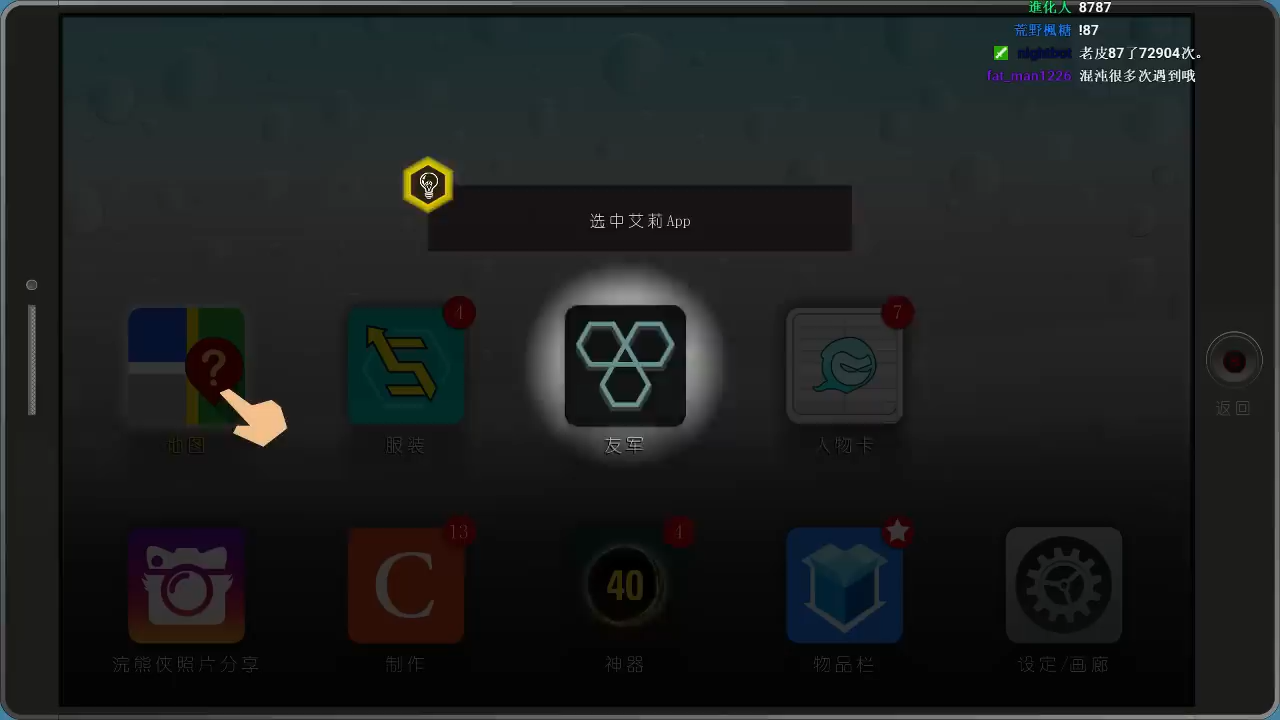 進化人 8787
荒野楓糖 !87
nightbot 老皮87了72904次。
fat_man1226 混沌很多次遇到哦
选中艾莉App
4
7
?
地图
服装
友军
人物卡
返回
13
4
C
40
浣熊侠照片分享
制作
神器
物品栏
设定/画廊